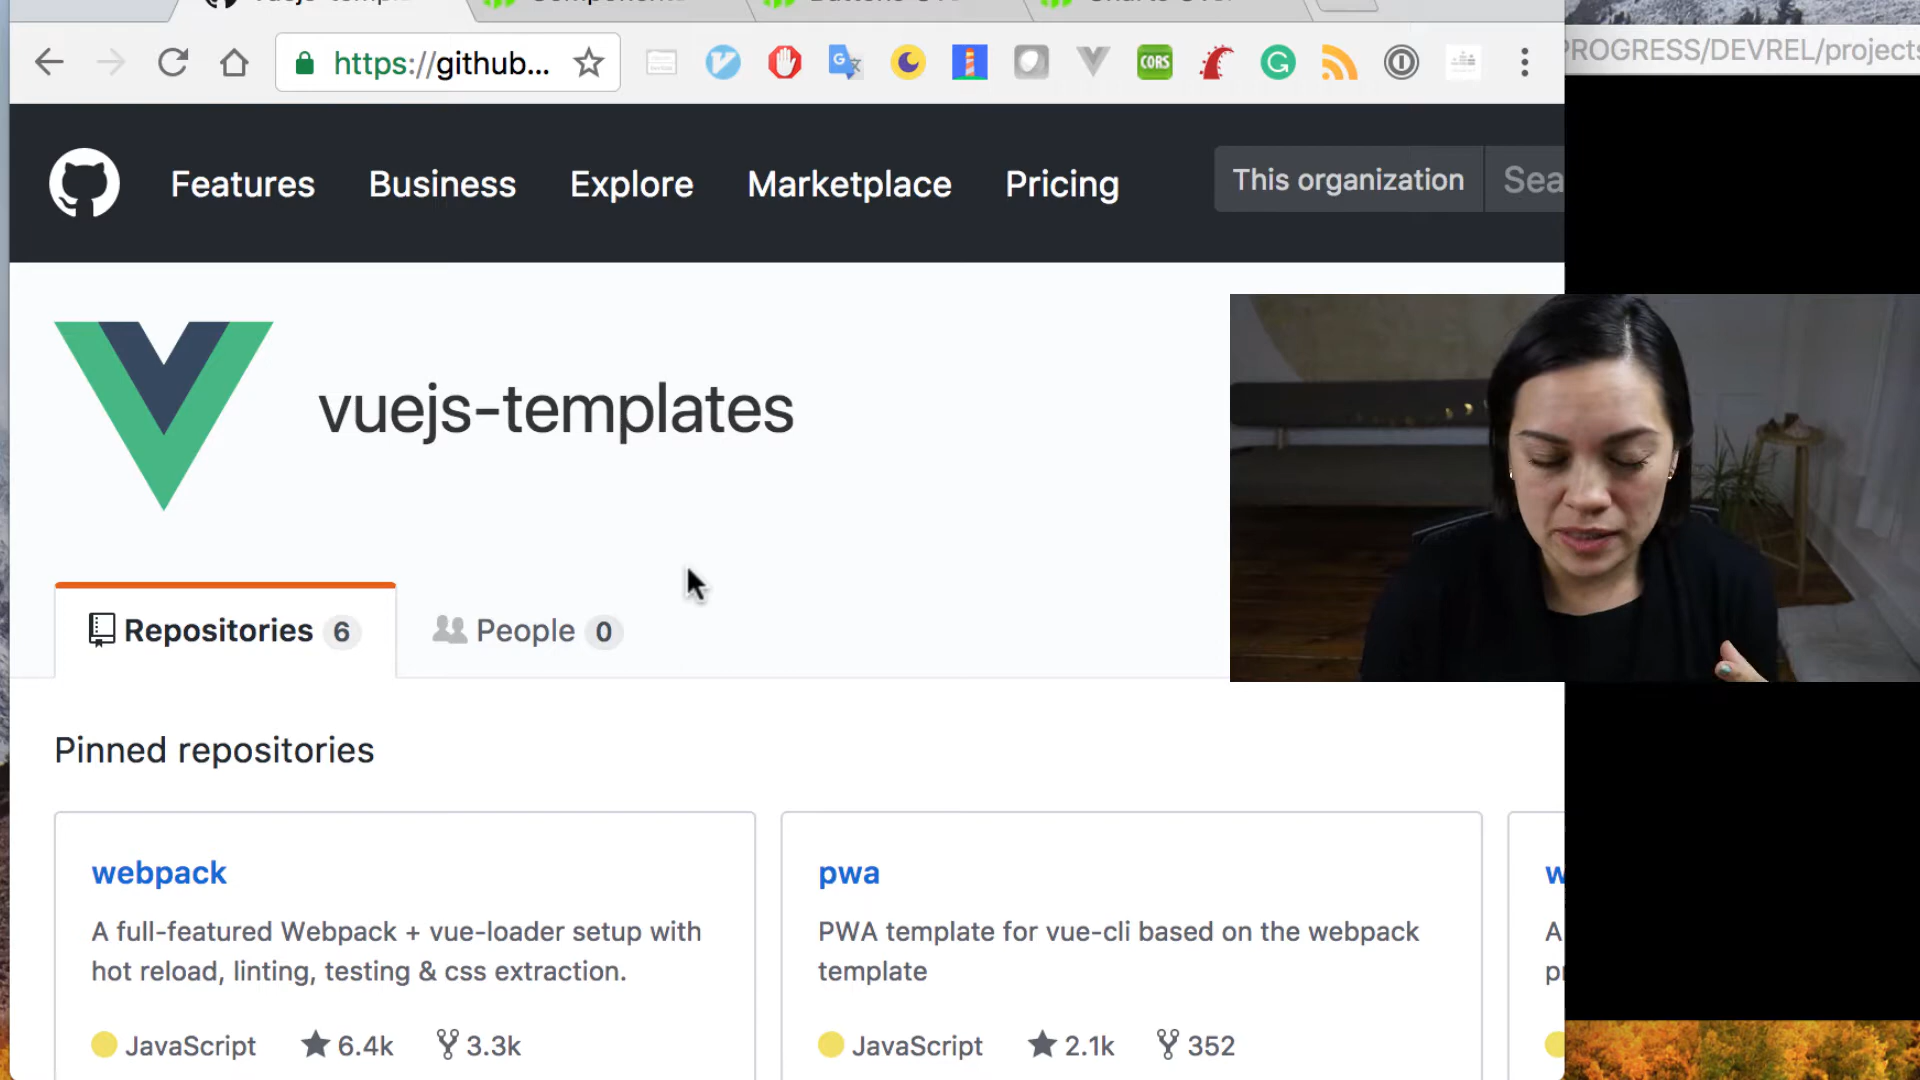 https://github...
CORS
ROGRESS/DEVREL/projects
Features Business Explore Marketplace Pricing This organization Sea
vuejs-templates
Repositories 6 People 0
Pinned repositories
webpack
A full-featured Webpack + vue-loader setup with
hot reload, linting, testing & css extraction.
JavaScript 6.4k 3.3k
pwa
PWA template for vue-cli based on the webpack
template
JavaScript 2.1k 352